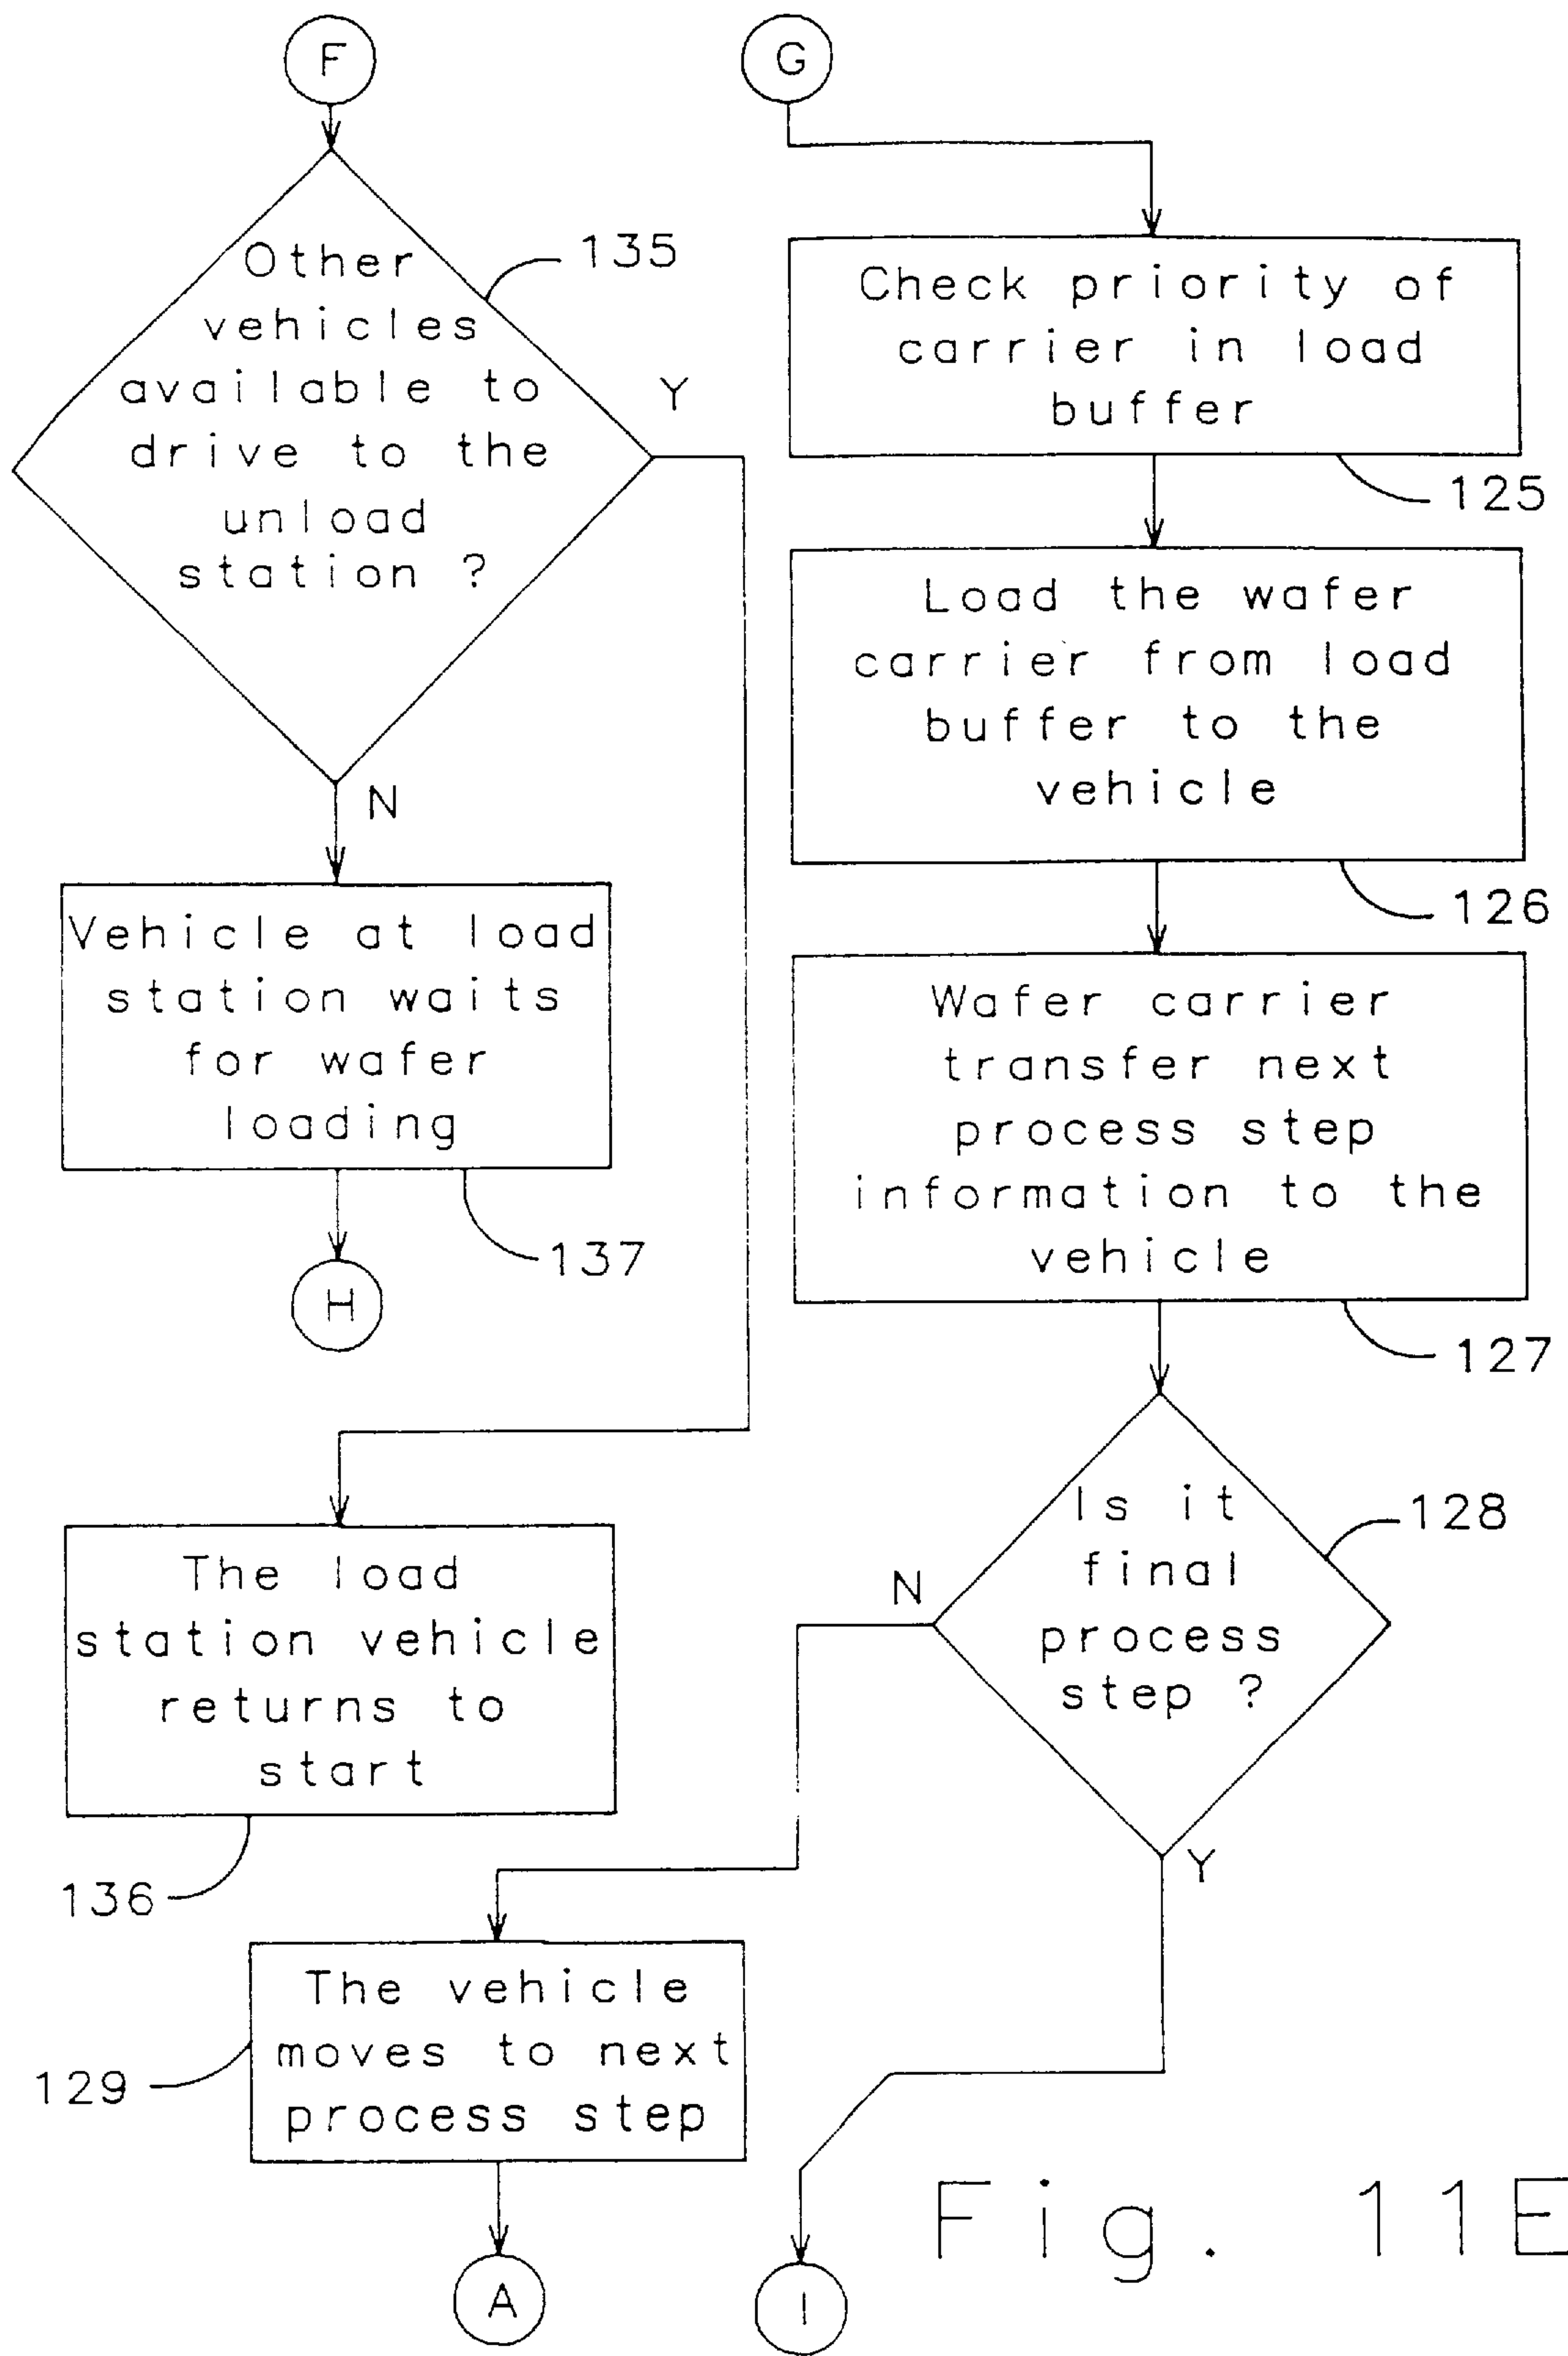 F
Other
vehicles
available to
drive to the
unload
station ?
135
Y
N
Vehicle at load
station waits
for wafer
loading
137
H
The load
station vehicle
returns to
start
136
G
Check priority of
carrier in load
buffer
125
Load the wafer
carrier from load
buffer to the
vehicle
126
Wafer carrier
transfer next
process step
information to the
vehicle
127
Is it
final
process
step ?
128
N
Y
The vehicle
moves to next
process step
129
A
I
Fig. 11E